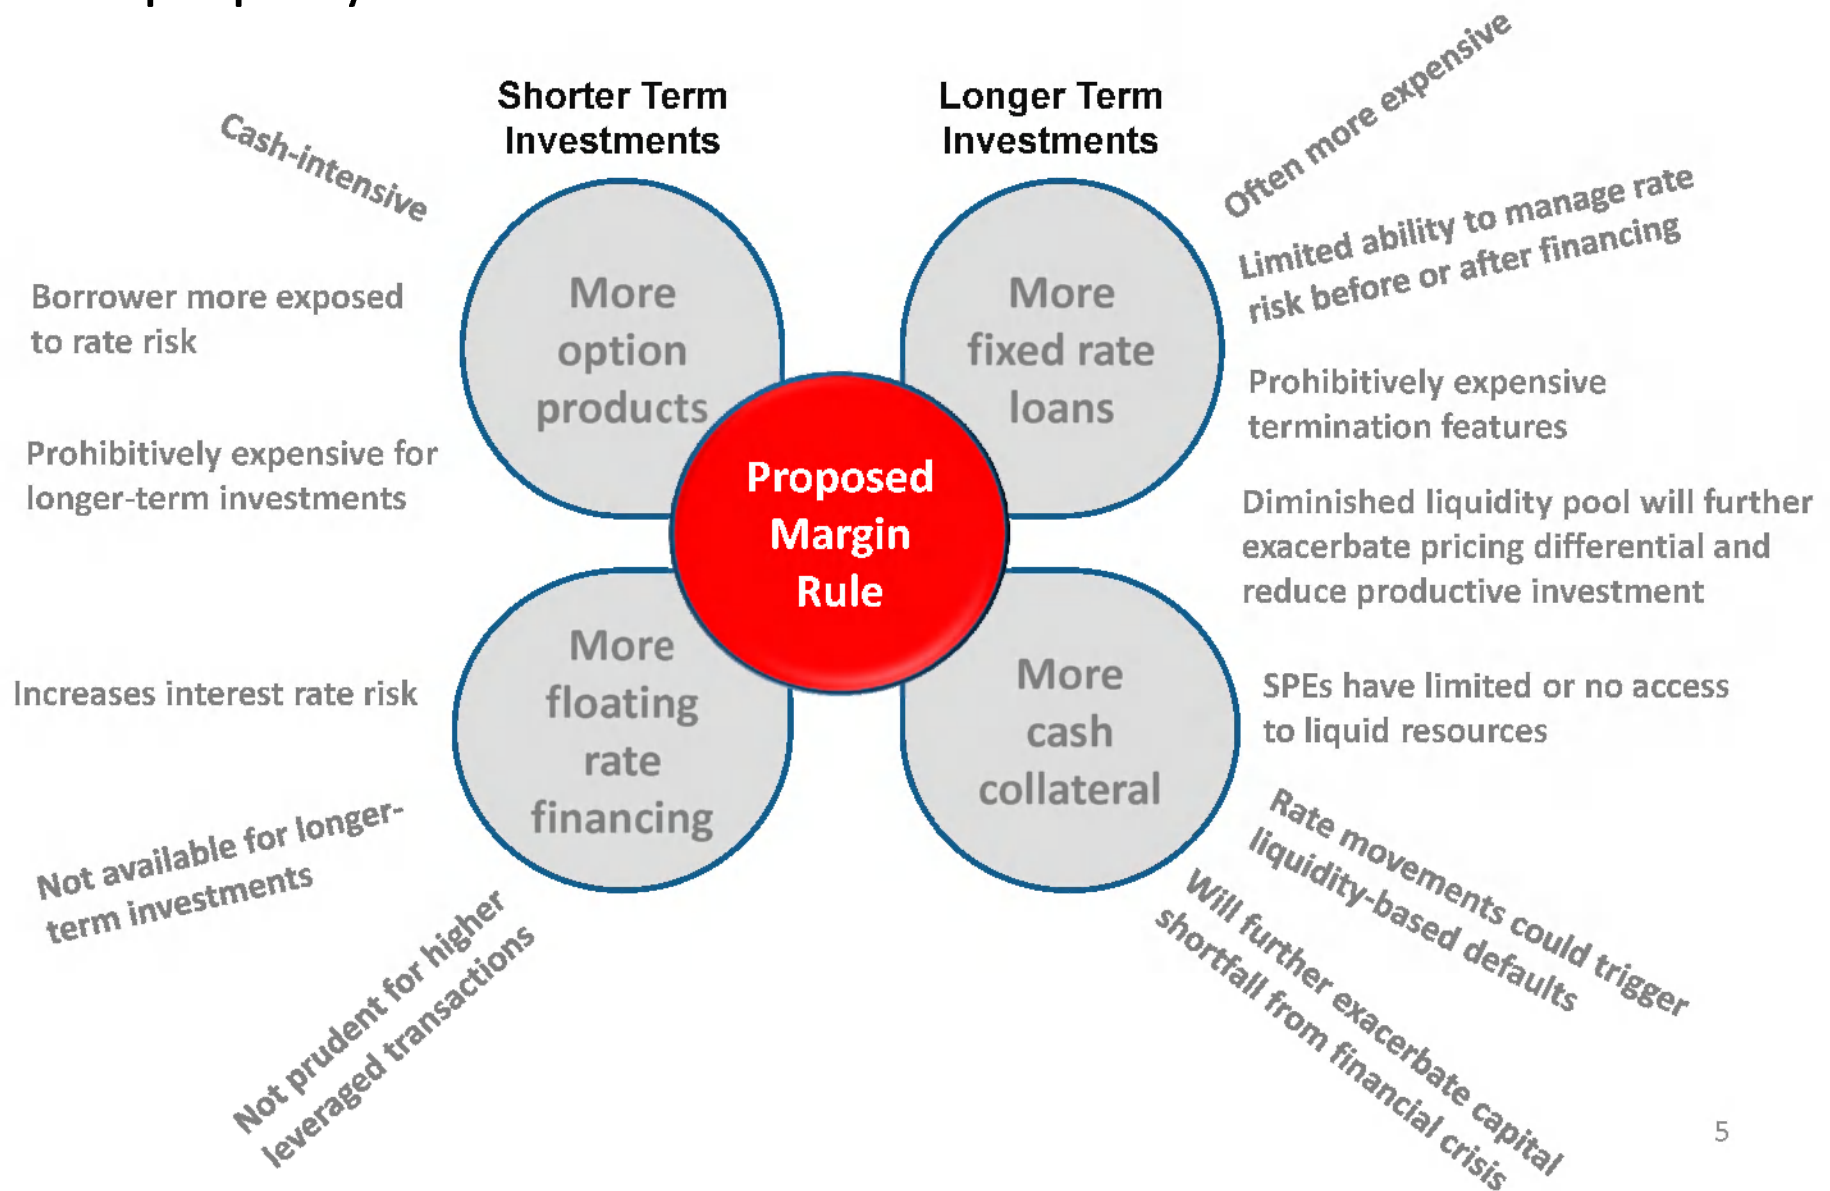 Shorter Term
Investments
Longer Term
Investments
Cash-intensive
Borrower more exposed
to rate risk
Prohibitively expensive for
longer-term investments
More
option
products
More
fixed rate
loans
Often more expensive
Limited ability to manage rate
risk before or after financing
Prohibitively expensive
termination features
Diminished liquidity pool will further
exacerbate pricing differential and
reduce productive investment
Proposed
Margin
Rule
Increases interest rate risk
Not available for longer-
term investments
Not prudent for higher
leveraged transactions
More
floating
rate
financing
More
cash
collateral
SPEs have limited or no access
to liquid resources
Rate movements could trigger
liquidity-based defaults
Will further exacerbate capital
shortfall from financial crisis
5